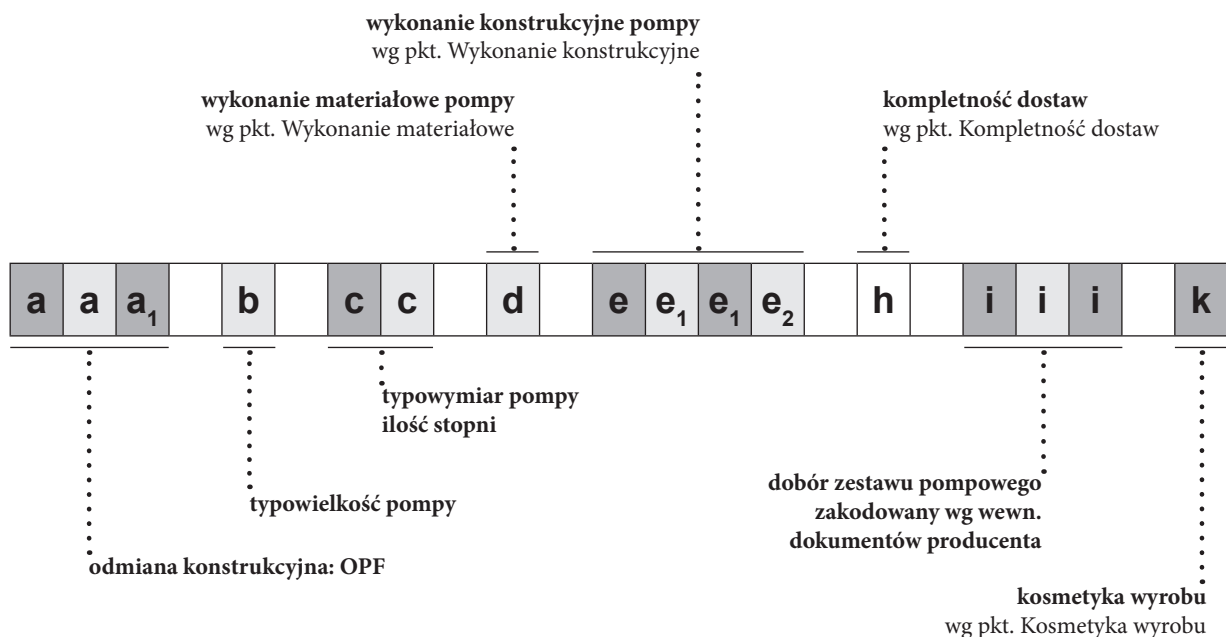 wykonanie konstrukcyjne pompy
wg pkt. Wykonanie konstrukcyjne
wykonanie materiałowe pompy
wg pkt. Wykonanie materiałowe
kompletność dostaw
wg pkt. Kompletność dostaw
a a a₁ b c c d e e₁ e₁ e₂ h i i i k
typowymiar pompy
ilość stopni
typowielkość pompy
odmiana konstrukcyjna: OPF
dobór zestawu pompowego
zakodowany wg wewn.
dokumentów producenta
kosmetyka wyrobu
wg pkt. Kosmetyka wyrobu